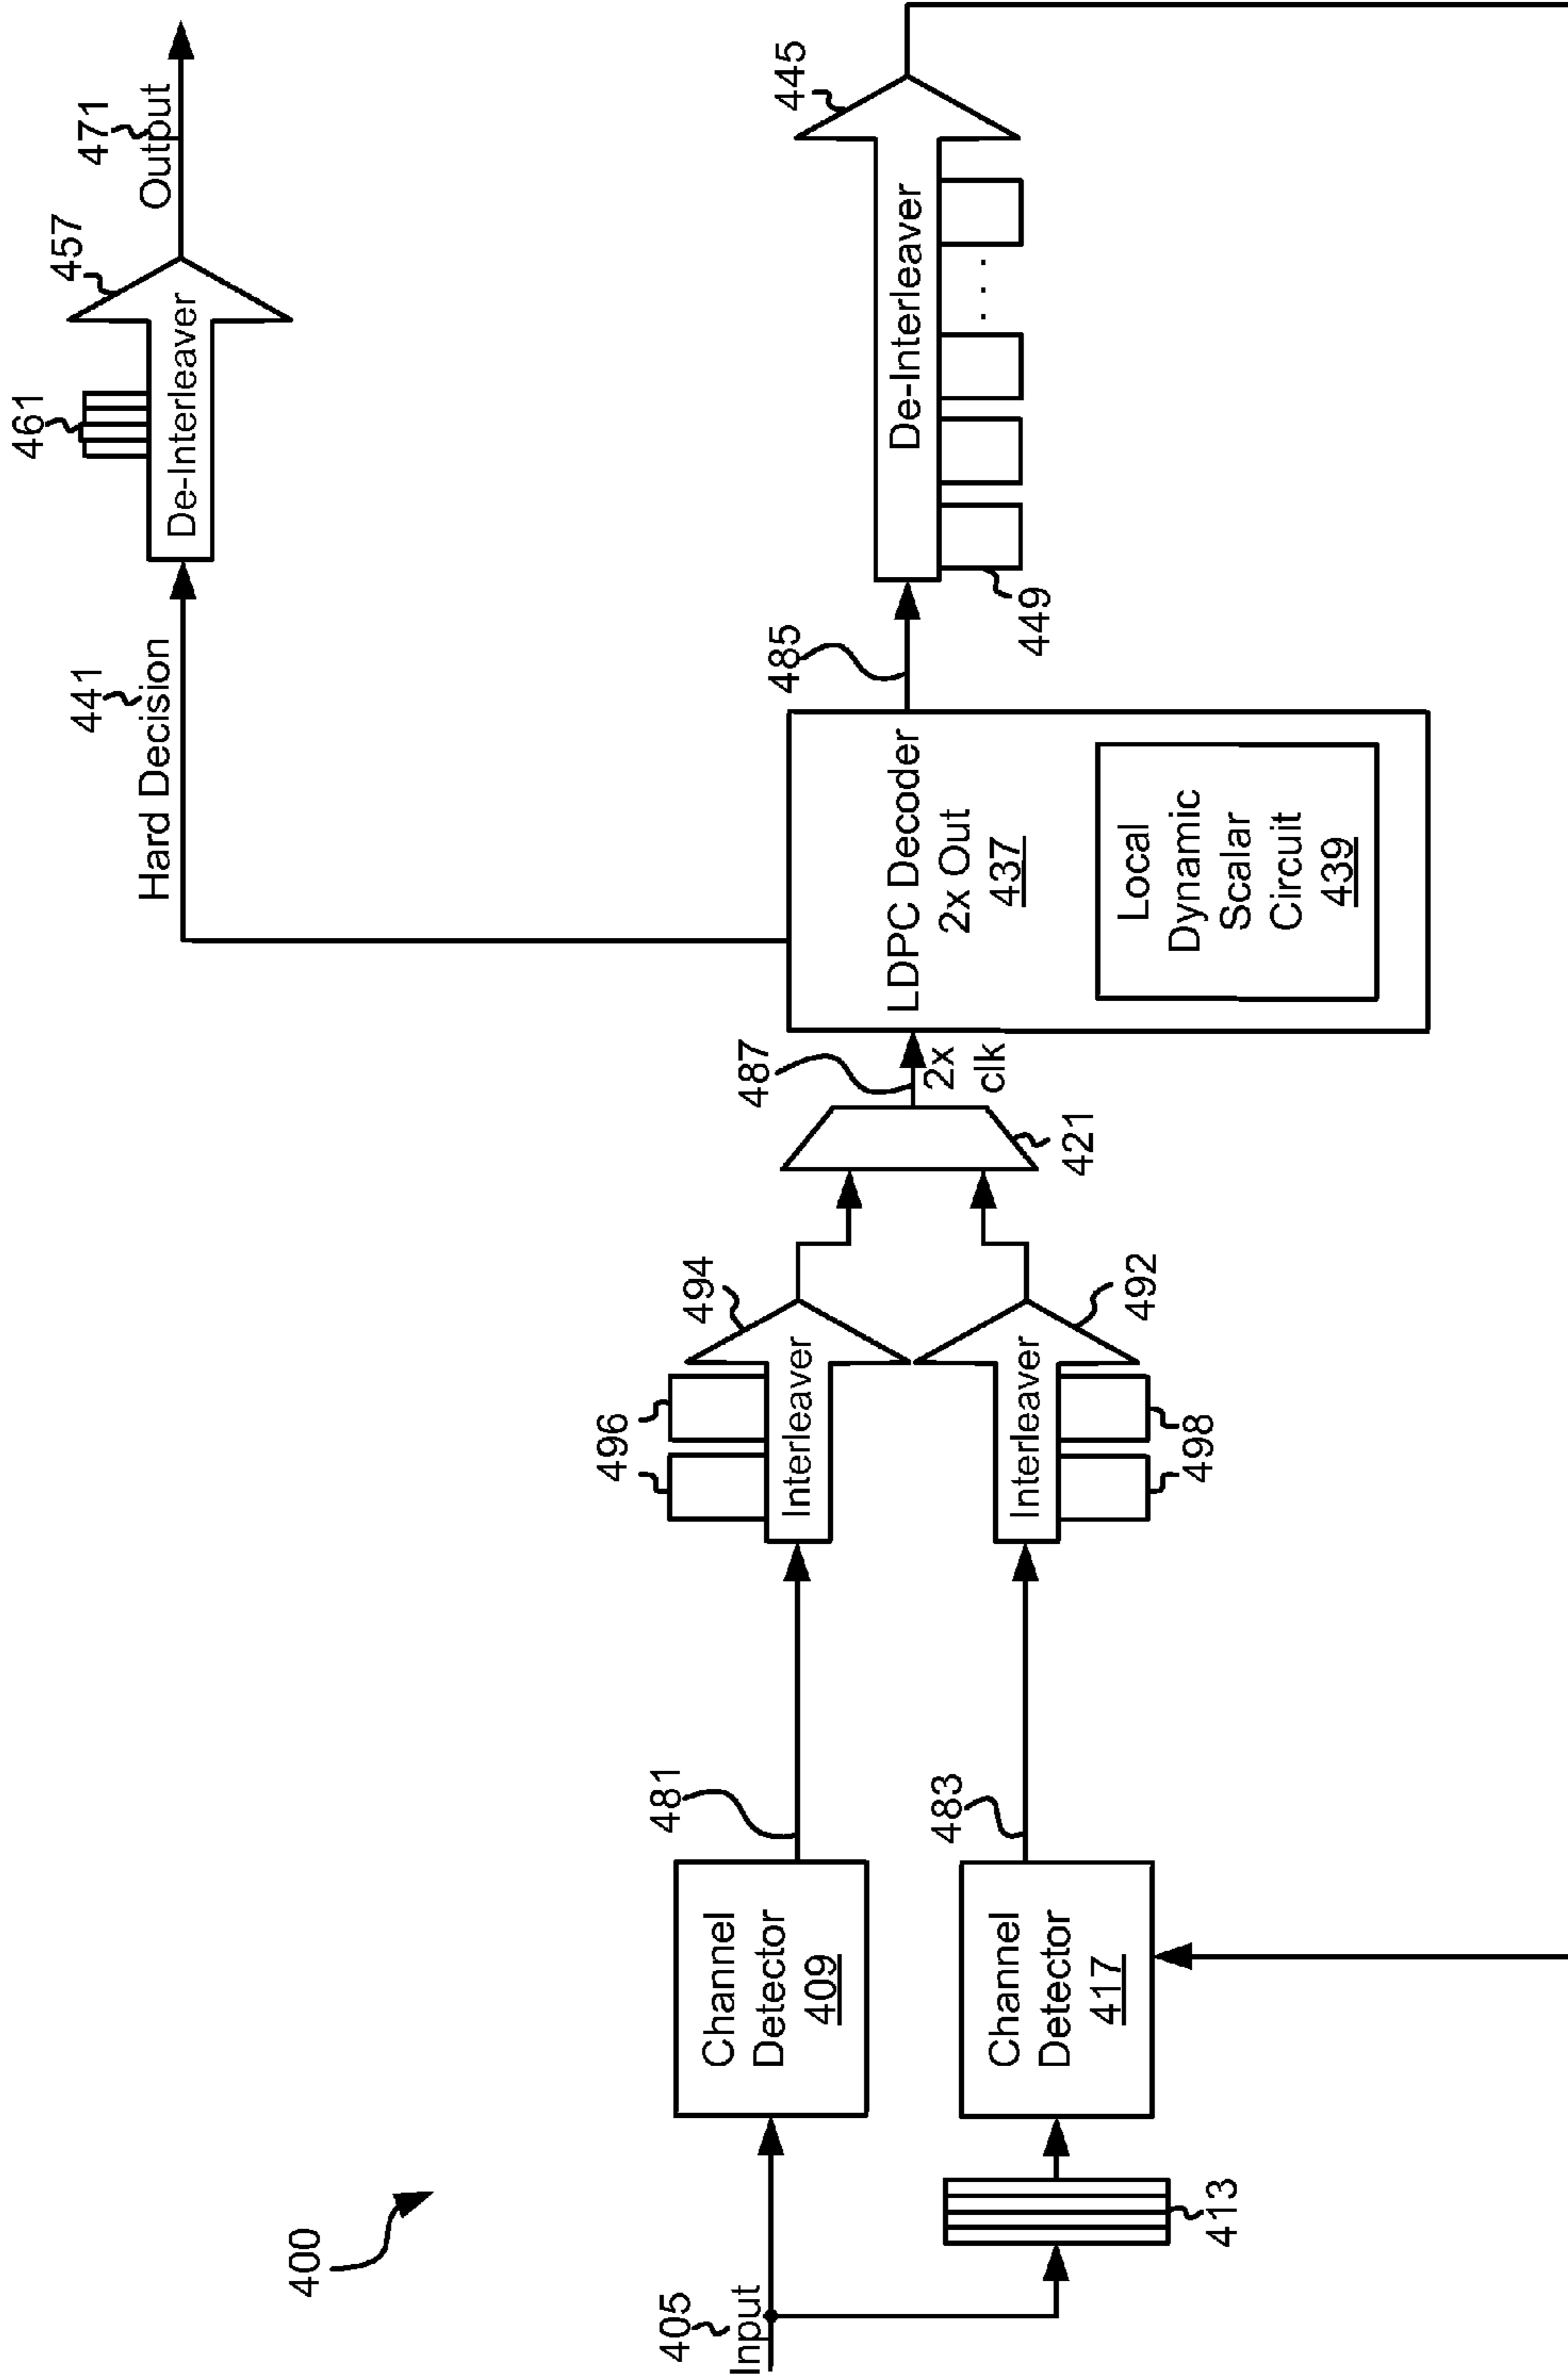 400
405
Input
413
Channel
Detector
409
Channel
Detector
417
481
483
496
Interleaver
494
Interleaver
498
492
421
487
2x
clk
LDPC Decoder
2x Out
437
Local
Dynamic
Scalar
Circuit
439
441
Hard Decision
485
461
De-Interleaver
457
471
Output
449
De-Interleaver
. . .
445